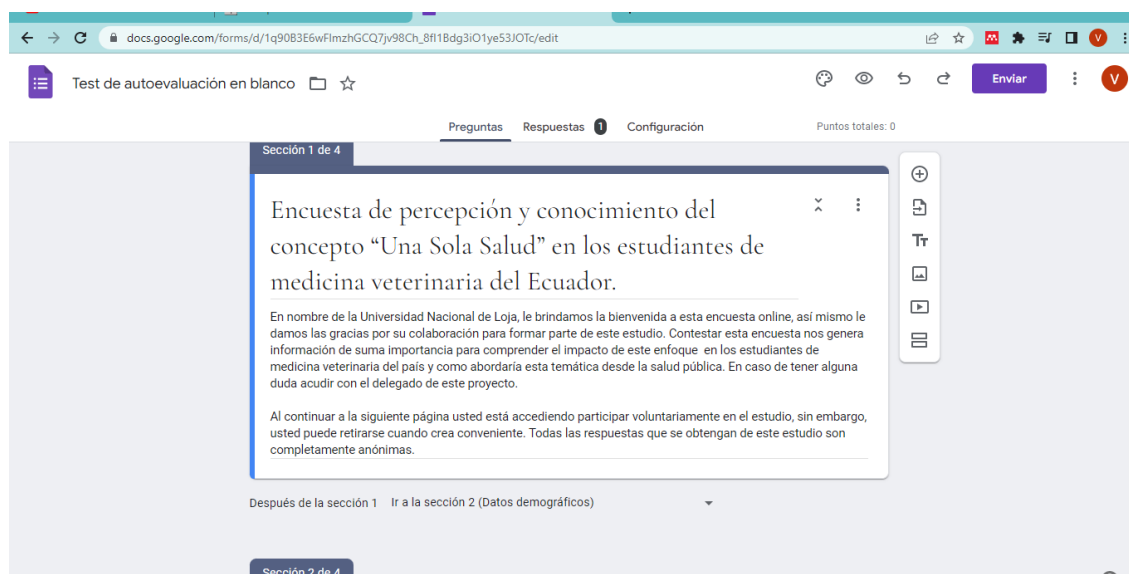 docs.google.com/forms/d/1q90B3E6wFImzhGCQ7jv98Ch_8fI1Bdg3iO1ye53JOTc/edit
V
Test de autoevaluación en blanco
Enviar
V
Preguntas Respuestas 1 Configuración Puntos totales: 0
Sección 1 de 4
Encuesta de percepción y conocimiento del
concepto “Una Sola Salud” en los estudiantes de
medicina veterinaria del Ecuador.
Tт
En nombre de la Universidad Nacional de Loja, le brindamos la bienvenida a esta encuesta online, así mismo le
damos las gracias por su colaboración para formar parte de este estudio. Contestar esta encuesta nos genera
información de suma importancia para comprender el impacto de este enfoque en los estudiantes de
medicina veterinaria del país y como abordaría esta temática desde la salud pública. En caso de tener alguna
duda acudir con el delegado de este proyecto.
Al continuar a la siguiente página usted está accediendo participar voluntariamente en el estudio, sin embargo,
usted puede retirarse cuando crea conveniente. Todas las respuestas que se obtengan de este estudio son
completamente anónimas.
Después de la sección 1 Ir a la sección 2 (Datos demográficos)
Sección 2 de 4